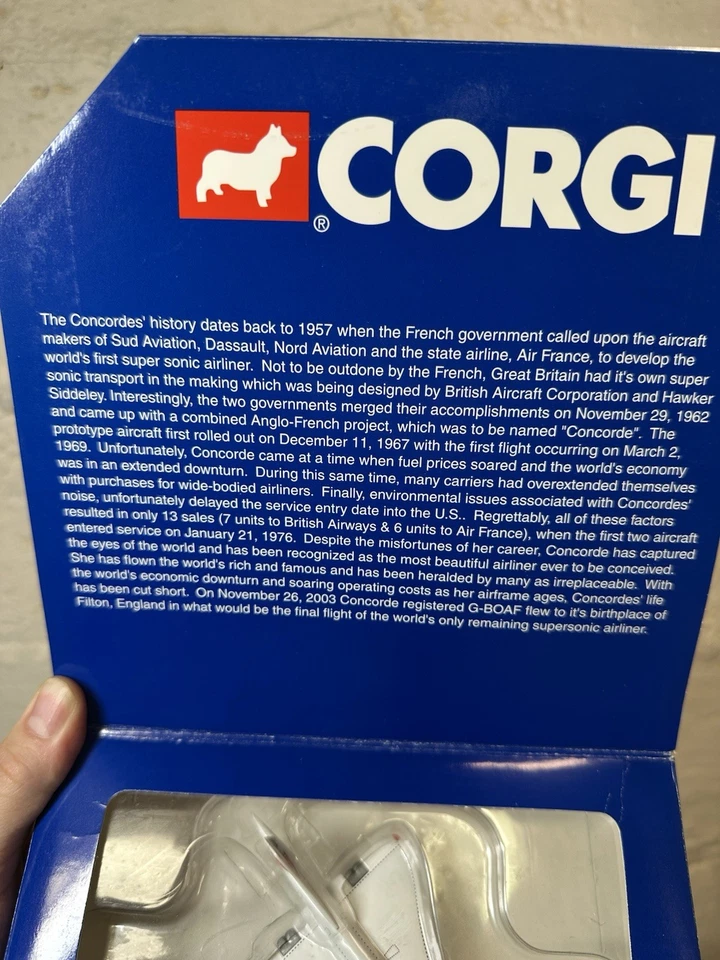 CORGI
®
The Concordes' history dates back to 1957 when the French government called upon the aircraft
makers of Sud Aviation, Dassault, Nord Aviation and the state airline, Air France, to develop the
world's first super sonic airliner. Not to be outdone by the French, Great Britain had it's own super
sonic transport in the making which was being designed by British Aircraft Corporation and Hawker
Siddeley. Interestingly, the two governments merged their accomplishments on November 29, 1962
and came up with a combined Anglo-French project, which was to be named "Concorde". The
prototype aircraft first rolled out on December 11, 1967 with the first flight occurring on March 2,
1969. Unfortunately, Concorde came at a time when fuel prices soared and the world's economy
was in an extended downturn. During this same time, many carriers had overextended themselves
with purchases for wide-bodied airliners. Finally, environmental issues associated with Concordes'
noise, unfortunately delayed the service entry date into the U.S.. Regrettably, all of these factors
resulted in only 13 sales (7 units to British Airways & 6 units to Air France), when the first two aircraft
entered service on January 21, 1976. Despite the misfortunes of her career, Concorde has captured
the eyes of the world and has been recognized as the most beautiful airliner ever to be conceived.
She has flown the world's rich and famous and has been heralded by many as irreplaceable. With
the world's economic downturn and soaring operating costs as her airframe ages, Concordes' life
has been cut short. On November 26, 2003 Concorde registered G-BOAF flew to it's birthplace of
Filton, England in what would be the final flight of the world's only remaining supersonic airliner.